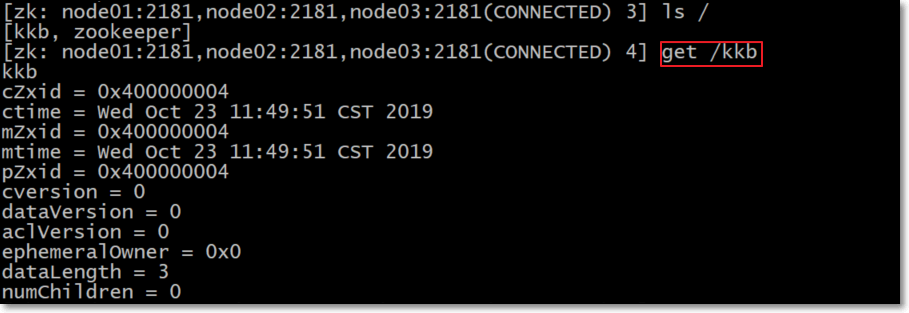 [zk: node01:2181,node02:2181,node03:2181(CONNECTED) 3] ls /
[kkb, zookeeper]
[zk: node01:2181,node02:2181,node03:2181(CONNECTED) 4] get /kkb
kkb
cZxid = 0x400000004
ctime = Wed Oct 23 11:49:51 CST 2019
mZxid = 0x400000004
mtime = Wed Oct 23 11:49:51 CST 2019
pZxid = 0x400000004
cversion = 0
dataVersion = 0
aclVersion = 0
ephemeralOwner = 0x0
dataLength = 3
numChildren = 0